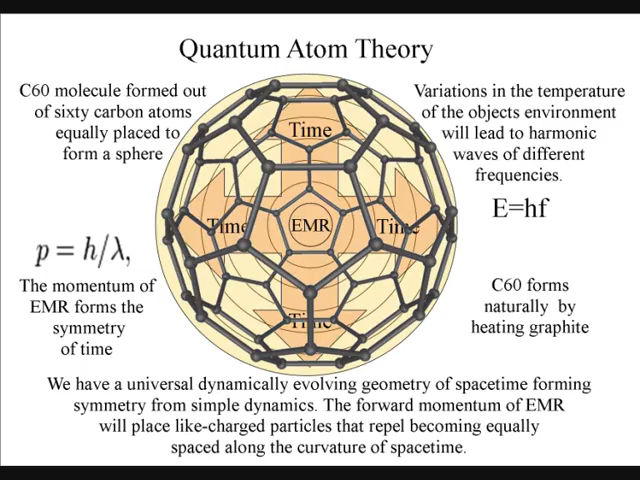 Quantum Atom Theory
C60 molecule formed out
of sixty carbon atoms
equally placed to
form a sphere
Variations in the temperature
of the objects environment
will lead to harmonic
waves of different
frequencies.
E=hf
Time
Time
EMR
Time
Time
p = h/λ,
The momentum of
EMR forms the
symmetry
of time
C60 forms
naturally by
heating graphite
We have a universal dynamically evolving geometry of spacetime forming
symmetry from simple dynamics. The forward momentum of EMR
will place like-charged particles that repel becoming equally
spaced along the curvature of spacetime.